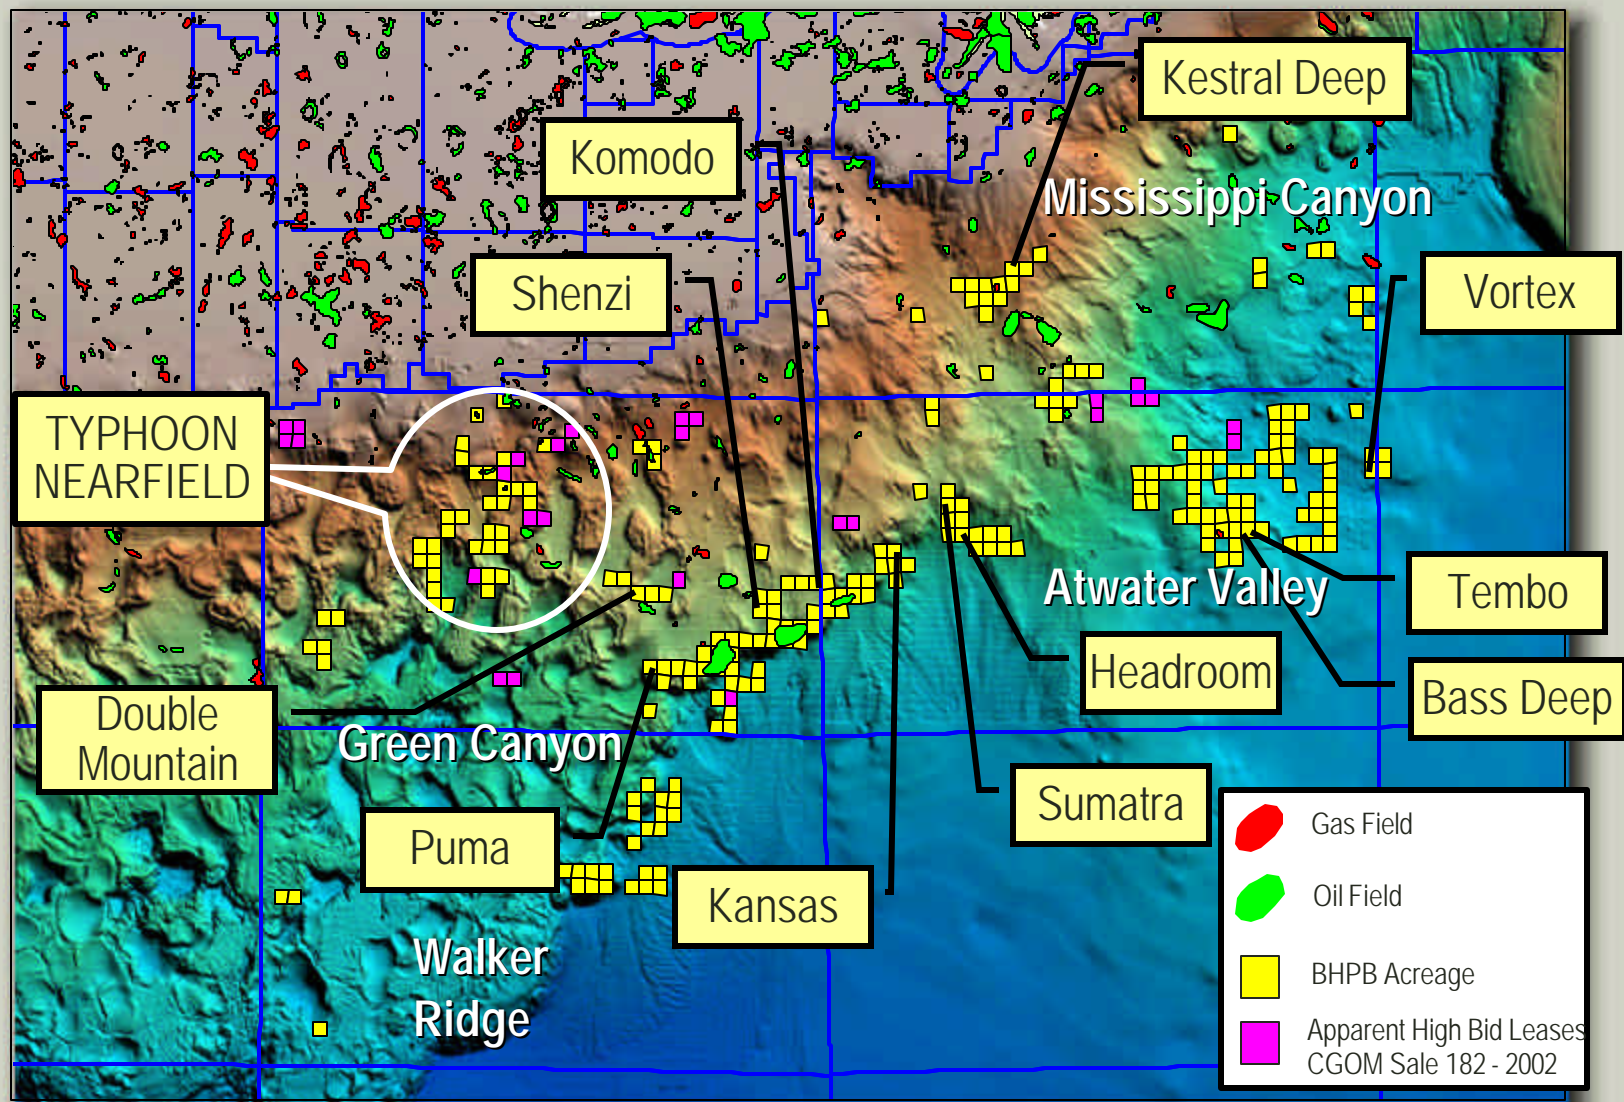 Kestral Deep
Komodo
Mississippi Canyon
Shenzi
Vortex
TYPHOON
NEARFIELD
Atwater Valley
Tembo
Headroom
Bass Deep
Double
Mountain
Green Canyon
Sumatra
Puma
Kansas
Walker
Ridge
Gas Field
Oil Field
BHPB Acreage
Apparent High Bid Leases
CGOM Sale 182 - 2002